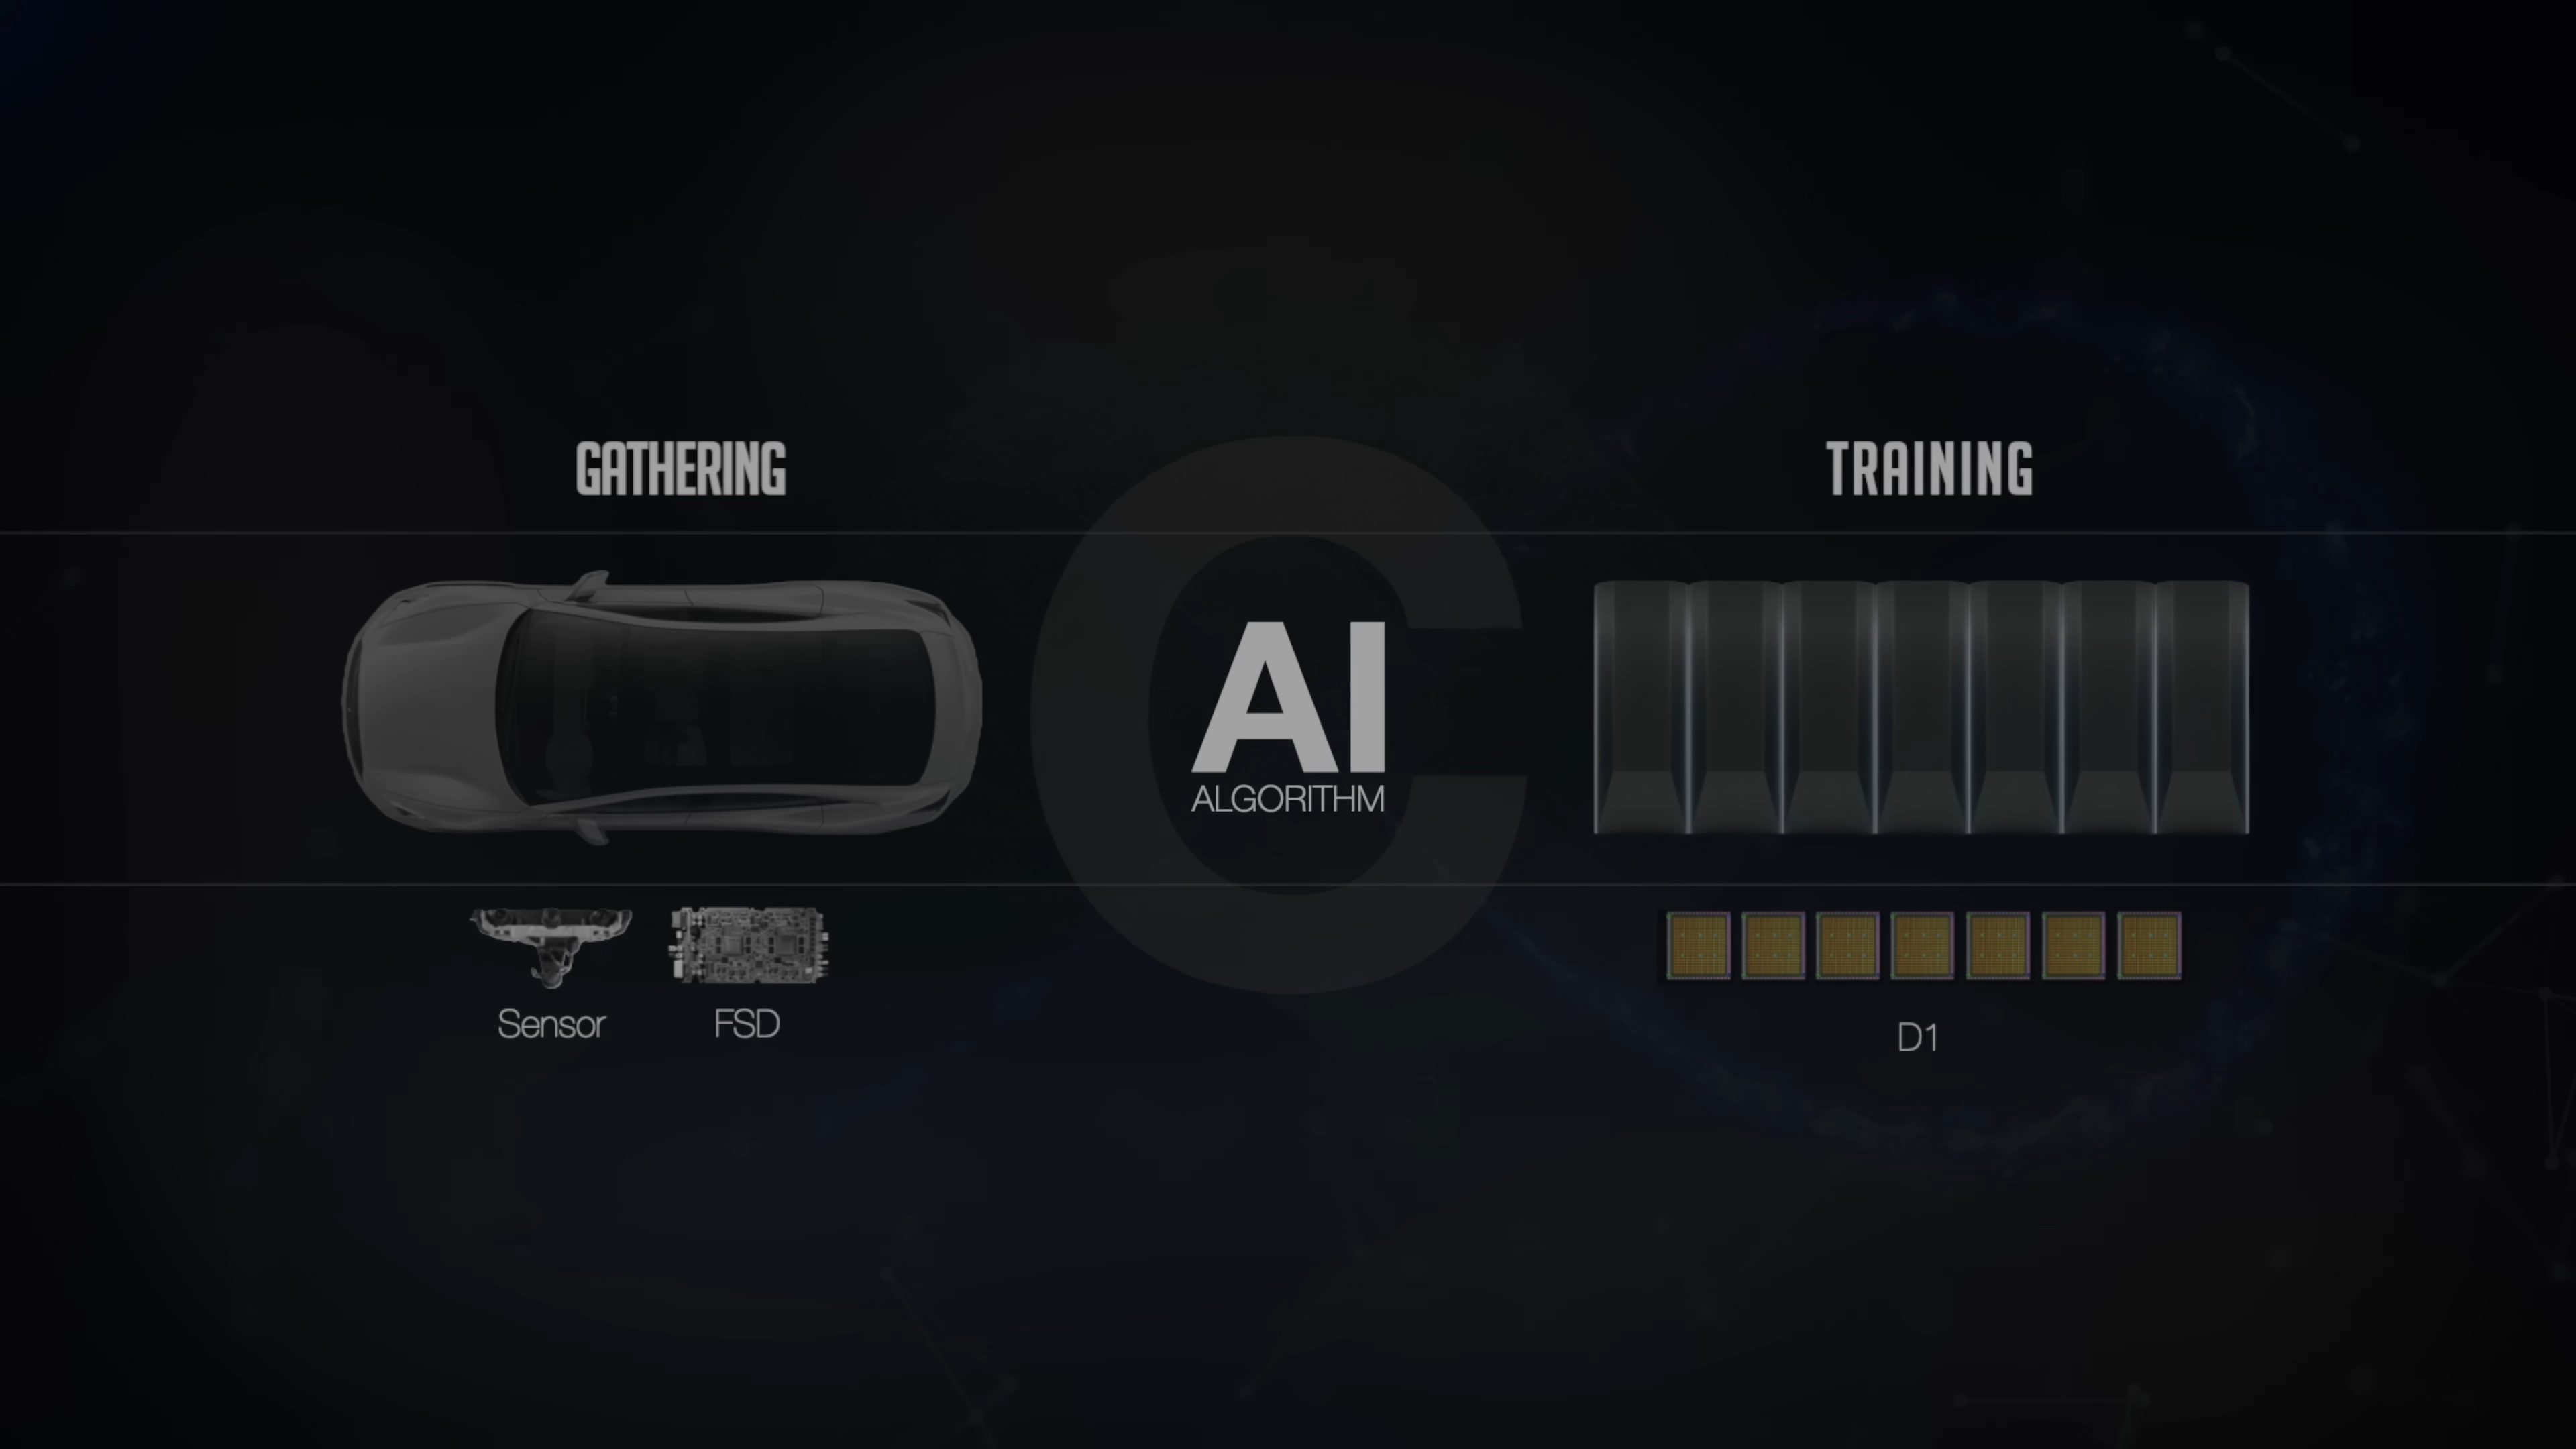 GATHERING
TRAINING
C
AI
ALGORITHM
Sensor
FSD
D1